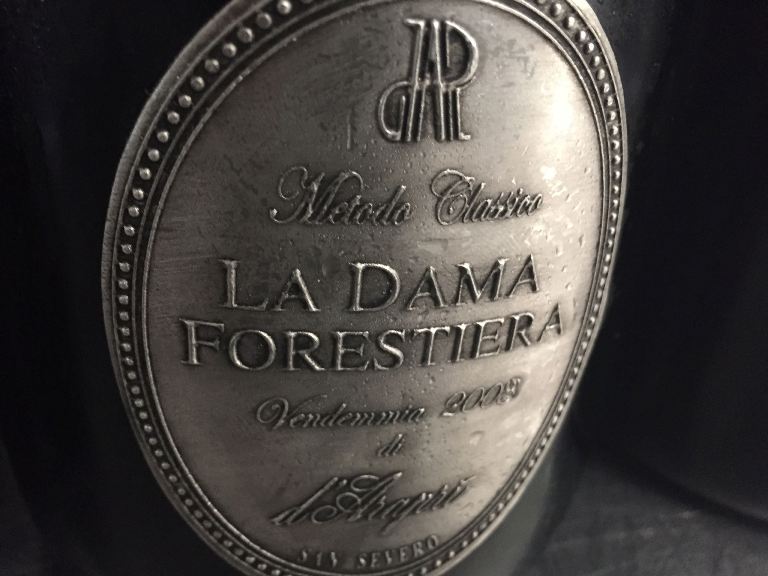 Metodo Classico
LA DAMA
FORESTIERA
Vendemmia 2008
di
d'Araprì
SAN SEVERO